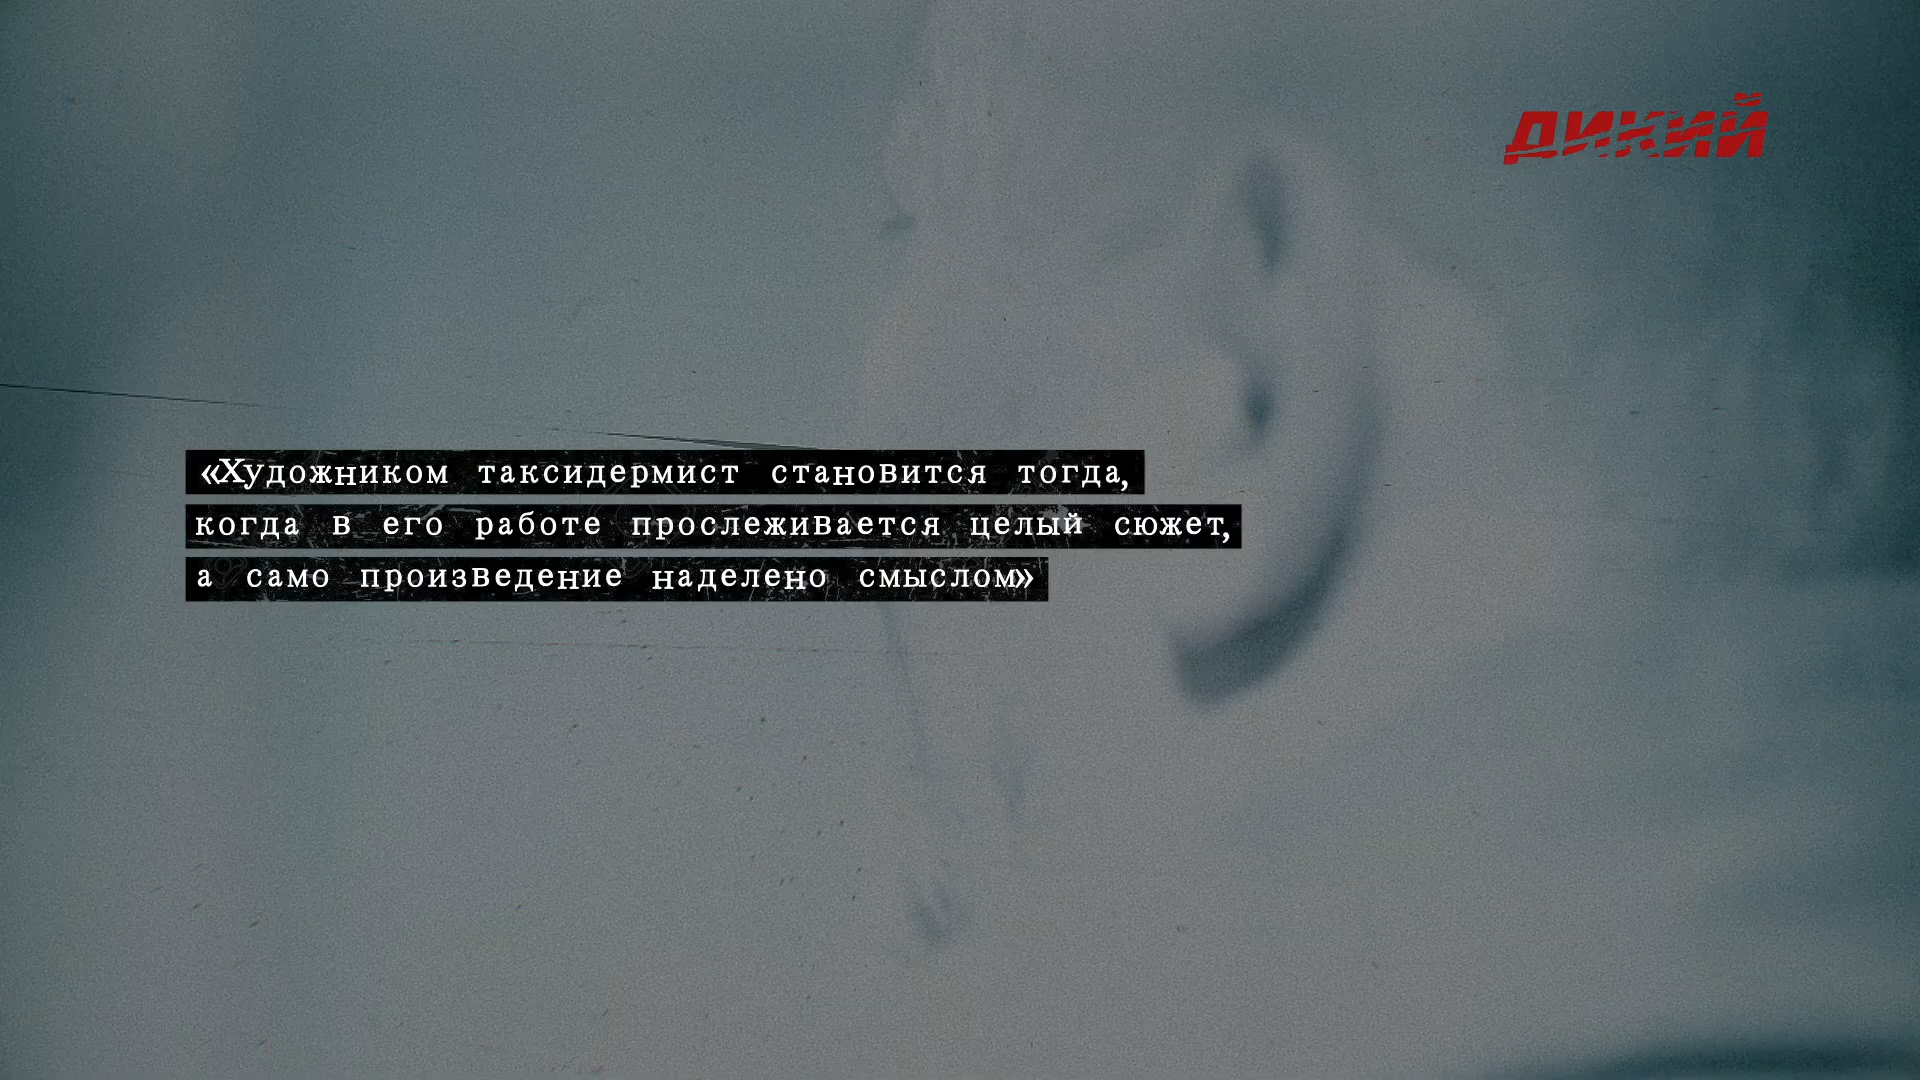 ДИКИЙ
«Художником таксидермист становится тогда,
когда в его работе прослеживается целый сюжет,
а само произведение наделено смыслом»